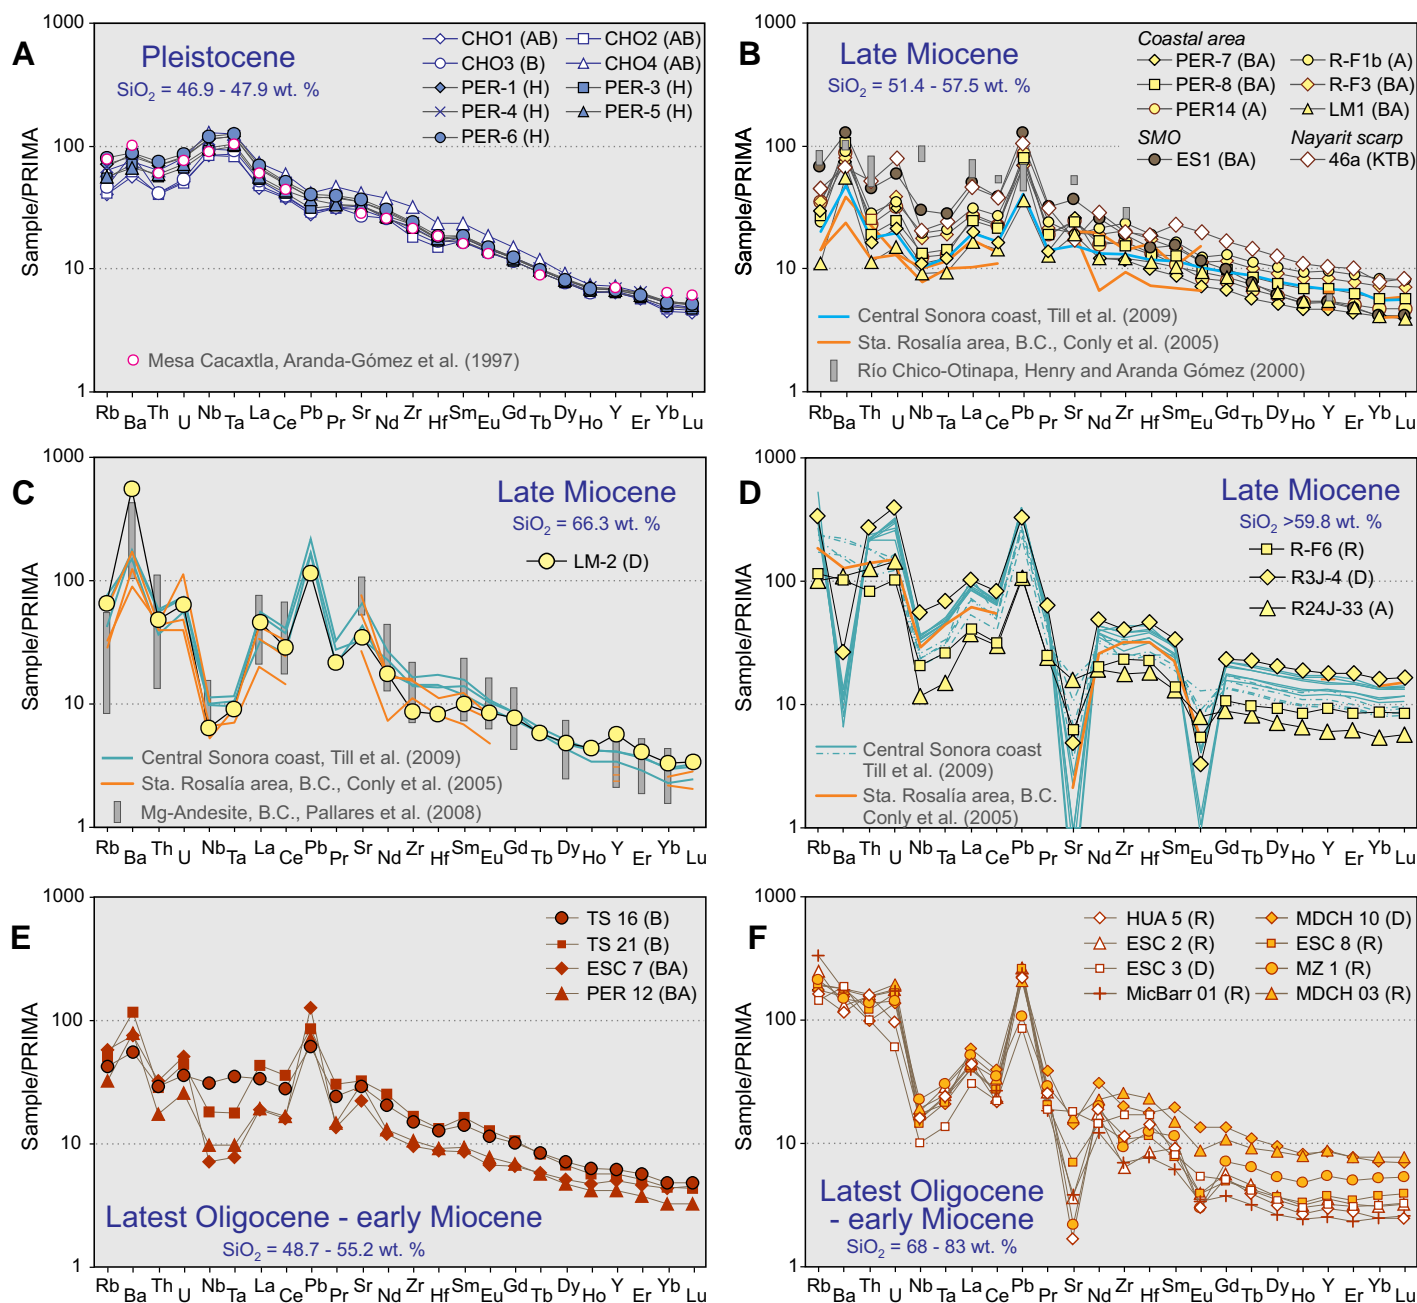 A
Pleistocene
SiO2 = 46.9 - 47.9 wt. %
CHO1 (AB)
CHO2 (AB)
CHO3 (B)
CHO4 (AB)
PER-1 (H)
PER-3 (H)
PER-4 (H)
PER-5 (H)
PER-6 (H)
Mesa Cacaxtla, Aranda-Gómez et al. (1997)
Sample/PRIMA
1000
100
10
1
Rb Ba Th U Nb Ta La Ce Pb Pr Sr Nd Zr Hf Sm Eu Gd Tb Dy Ho Y Er Yb Lu
B
Late Miocene
SiO2 = 51.4 - 57.5 wt. %
Coastal area
PER-7 (BA)
R-F1b (A)
PER-8 (BA)
R-F3 (BA)
PER14 (A)
LM1 (BA)
SMO
Nayarit scarp
ES1 (BA)
46a (KTB)
Central Sonora coast, Till et al. (2009)
Sta. Rosalía area, B.C., Conly et al. (2005)
Río Chico-Otinapa, Henry and Aranda Gómez (2000)
Sample/PRIMA
1000
100
10
1
Rb Ba Th U Nb Ta La Ce Pb Pr Sr Nd Zr Hf Sm Eu Gd Tb Dy Ho Y Er Yb Lu
C
Late Miocene
SiO2 = 66.3 wt. %
LM-2 (D)
Central Sonora coast, Till et al. (2009)
Sta. Rosalía area, B.C., Conly et al. (2005)
Mg-Andesite, B.C., Pallares et al. (2008)
Sample/PRIMA
1000
100
10
1
Rb Ba Th U Nb Ta La Ce Pb Pr Sr Nd Zr Hf Sm Eu Gd Tb Dy Ho Y Er Yb Lu
D
Late Miocene
SiO2 >59.8 wt. %
R-F6 (R)
R3J-4 (D)
R24J-33 (A)
Central Sonora coast
Till et al. (2009)
Sta. Rosalía area, B.C.
Conly et al. (2005)
Sample/PRIMA
1000
100
10
1
Rb Ba Th U Nb Ta La Ce Pb Pr Sr Nd Zr Hf Sm Eu Gd Tb Dy Ho Y Er Yb Lu
E
TS 16 (B)
TS 21 (B)
ESC 7 (BA)
PER 12 (BA)
Latest Oligocene - early Miocene
SiO2 = 48.7 - 55.2 wt. %
Sample/PRIMA
1000
100
10
1
Rb Ba Th U Nb Ta La Ce Pb Pr Sr Nd Zr Hf Sm Eu Gd Tb Dy Ho Y Er Yb Lu
F
HUA 5 (R)
MDCH 10 (D)
ESC 2 (R)
ESC 8 (R)
ESC 3 (D)
MZ 1 (R)
MicBarr 01 (R)
MDCH 03 (R)
Latest Oligocene
- early Miocene
SiO2 = 68 - 83 wt. %
Sample/PRIMA
1000
100
10
1
Rb Ba Th U Nb Ta La Ce Pb Pr Sr Nd Zr Hf Sm Eu Gd Tb Dy Ho Y Er Yb Lu